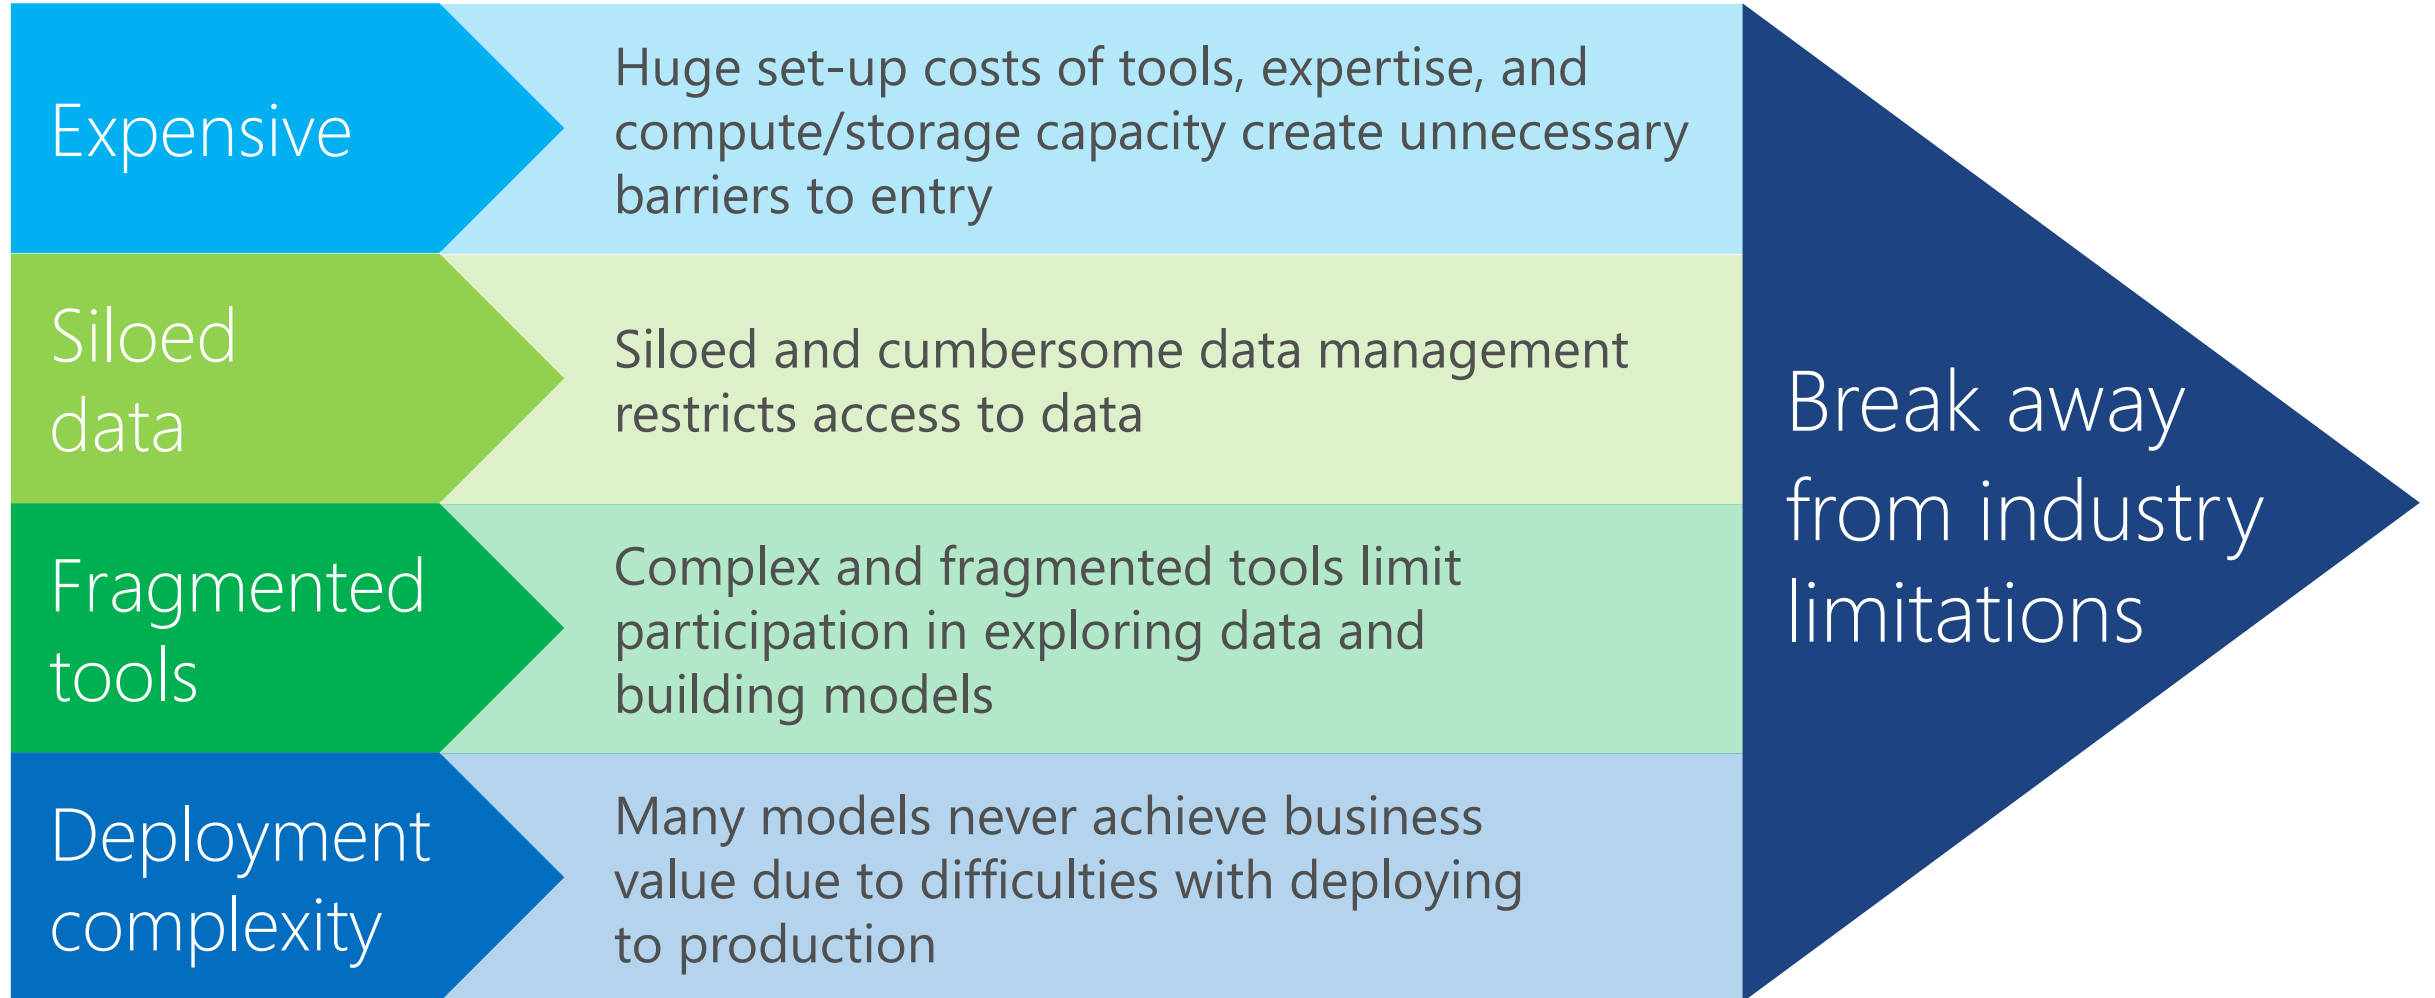 Expensive
Huge set-up costs of tools, expertise, and
compute/storage capacity create unnecessary
barriers to entry
Siloed
data
Siloed and cumbersome data management
restricts access to data
Fragmented
tools
Complex and fragmented tools limit
participation in exploring data and
building models
Deployment
complexity
Many models never achieve business
value due to difficulties with deploying
to production
Break away
from industry
limitations